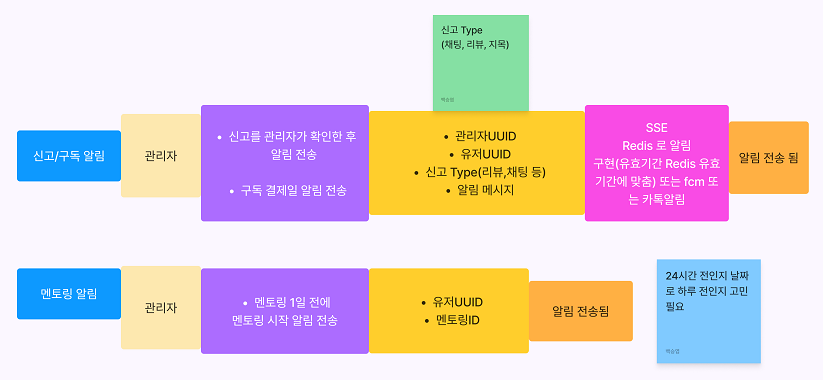 신고 Type
(채팅, 리뷰, 지목)
신고/구독 알림
관리자
• 신고를 관리자가 확인한 후
알림 전송
• 구독 결제일 알림 전송
• 관리자UUID
• 유저UUID
• 신고 Type(리뷰,채팅 등)
• 알림 메시지
SSE
Redis 로 알림
구현(유효기간 Redis 유효
기간에 맞춤) 또는 fcm 또
는 카톡알림
알림 전송 됨
멘토링 알림
관리자
• 멘토링 1일 전에
멘토링 시작 알림 전송
• 유저UUID
• 멘토링ID
알림 전송됨
24시간 전인지 날짜
로 하루 전인지 고민
필요